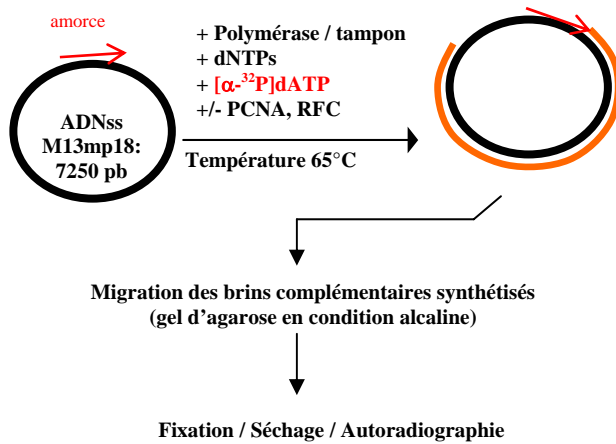 amorce
+ Polymérase / tampon
+ dNTPs
+ [α-³²P]dATP
+/- PCNA, RFC
ADNss
M13mp18:
7250 pb
Température 65°C
Migration des brins complémentaires synthétisés
(gel d’agarose en condition alcaline)
Fixation / Séchage / Autoradiographie